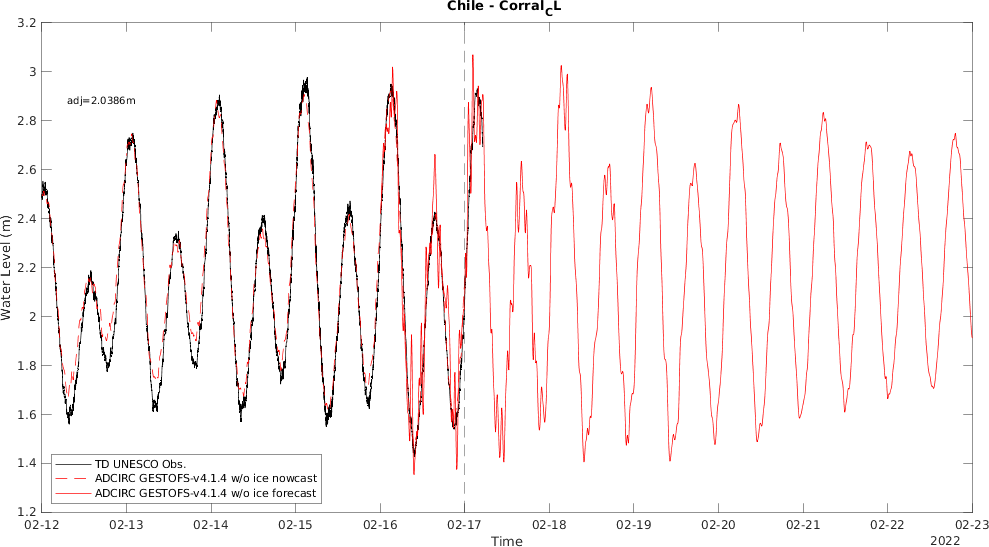 Chile - Corral_CL
3.2
3
2.8
2.6
2.4
2.2
2
1.8
1.6
1.4
1.2
Water Level (m)
adj=2.0386m
TD UNESCO Obs.
ADCIRC GESTOFS-v4.1.4 w/o ice nowcast
ADCIRC GESTOFS-v4.1.4 w/o ice forecast
02-12 02-13 02-14 02-15 02-16 02-17 02-18 02-19 02-20 02-21 02-22 02-23
Time
2022